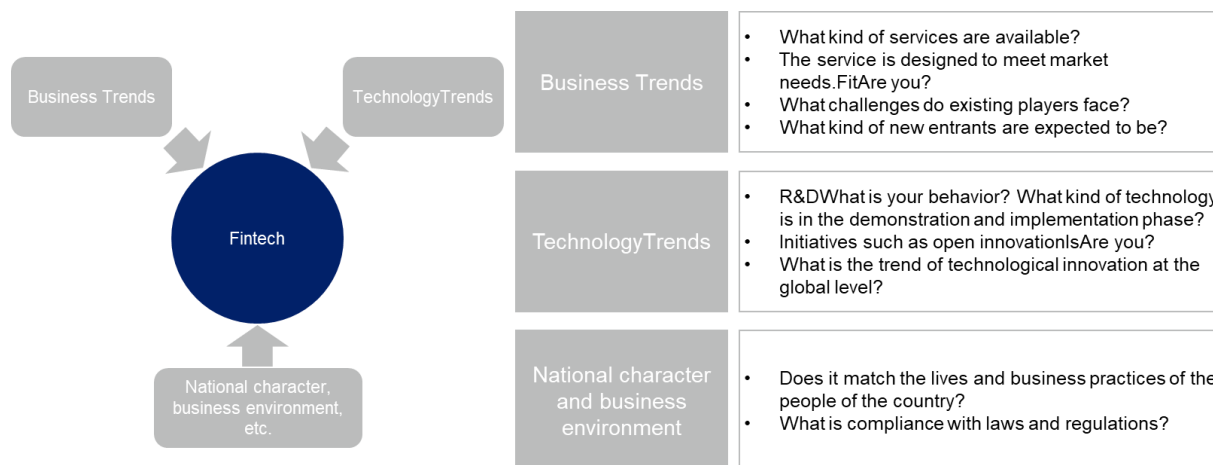 Business Trends
TechnologyTrends
Fintech
National character,
business environment,
etc.
Business Trends
• What kind of services are available?
• The service is designed to meet market
needs.FitAre you?
• What challenges do existing players face?
• What kind of new entrants are expected to be?
TechnologyTrends
• R&DWhat is your behavior? What kind of technology
is in the demonstration and implementation phase?
• Initiatives such as open innovationIsAre you?
• What is the trend of technological innovation at the
global level?
National character
and business
environment
• Does it match the lives and business practices of the
people of the country?
• What is compliance with laws and regulations?